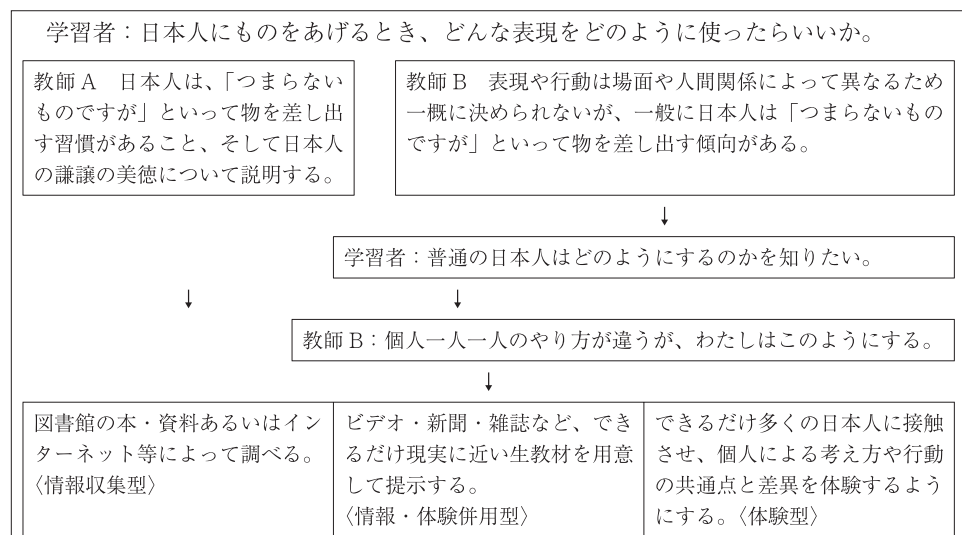 学習者：日本人にものをあげるとき、どんな表現をどのように使ったらいいか。
教師A　日本人は、「つまらない
ものですが」といって物を差し出
す習慣があること、そして日本人
の謙譲の美徳について説明する。
教師B　表現や行動は場面や人間関係によって異なるため
一概に決められないが、一般に日本人は「つまらないもの
ですが」といって物を差し出す傾向がある。
↓
学習者：普通の日本人はどのようにするのかを知りたい。
↓　↓
教師B：個人一人一人のやり方が違うが、わたしはこのようにする。
↓
図書館の本・資料あるいはイン
ターネット等によって調べる。
〈情報収集型〉
ビデオ・新聞・雑誌など、でき
るだけ現実に近い生教材を用意
して提示する。
〈情報・体験併用型〉
できるだけ多くの日本人に接触
させ、個人による考え方や行動
の共通点と差異を体験するよう
にする。〈体験型〉